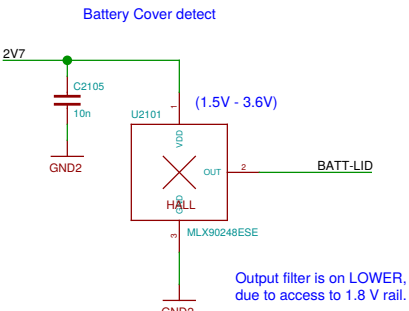 Battery Cover detect
2V7
C2105
10n
GND2
U2101
1
(1.5V - 3.6V)
VDD
OUT
2
BATT-LID
GND
HALL
3
MLX90248ESE
Output filter is on LOWER,
due to access to 1.8 V rail.
GND2